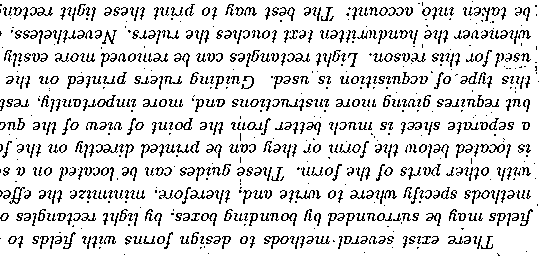 There exist several methods to design forms with fields to
fields may be surrounded by bounding boxes, by light rectangles o
methods specify where to write and, therefore, minimize the effec
with other parts of the form. These guides can be located on a s
is located below the form or they can be printed directly on the fo
a separate sheet is much better from the point of view of the qua
but requires giving more instructions and, more importantly, rest
this type of acquisition is used. Guiding rulers printed on the
used for this reason. Light rectangles can be removed more easily
whenever the handwritten text touches the rulers. Nevertheless,
be taken into account: The best way to print these light rectang